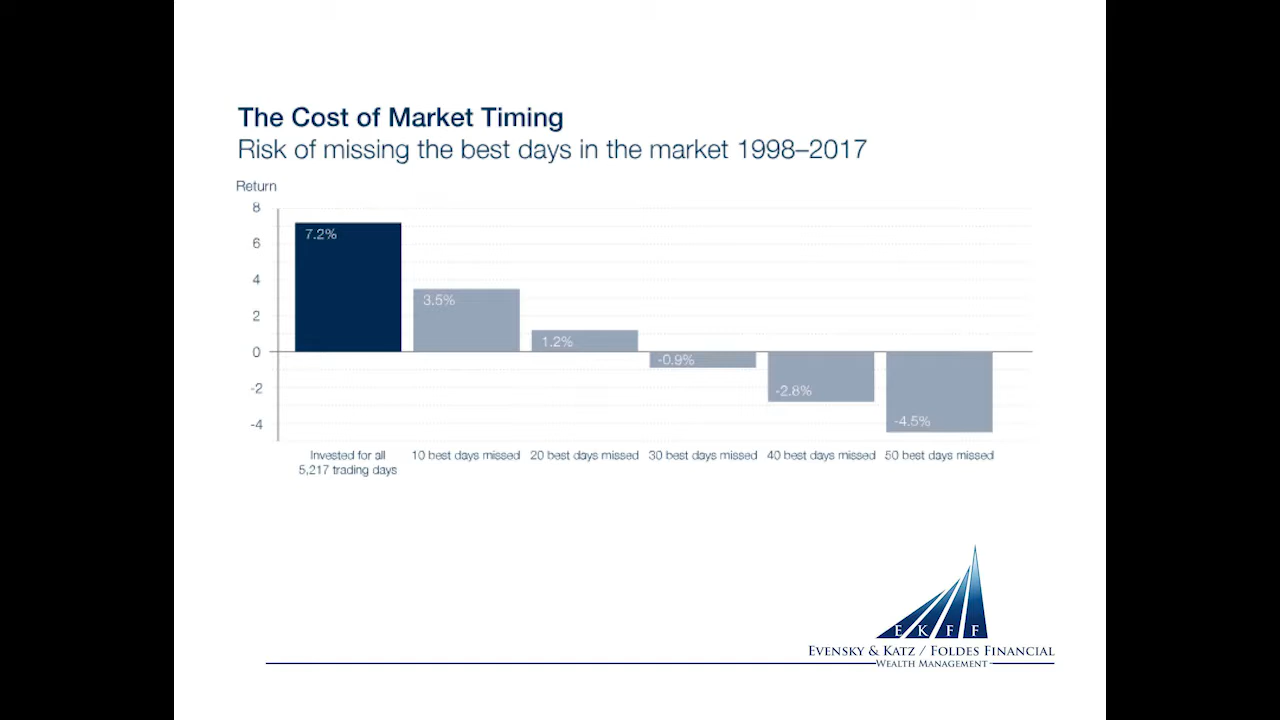 The Cost of Market Timing
Risk of missing the best days in the market 1998–2017
Return
8
6
4
2
0
-2
-4
7.2%
3.5%
1.2%
-0.9%
-2.8%
-4.5%
Invested for all
5,217 trading days
10 best days missed
20 best days missed
30 best days missed
40 best days missed
50 best days missed
E K F F
EVENSKY & KATZ / FOLDES FINANCIAL
WEALTH MANAGEMENT